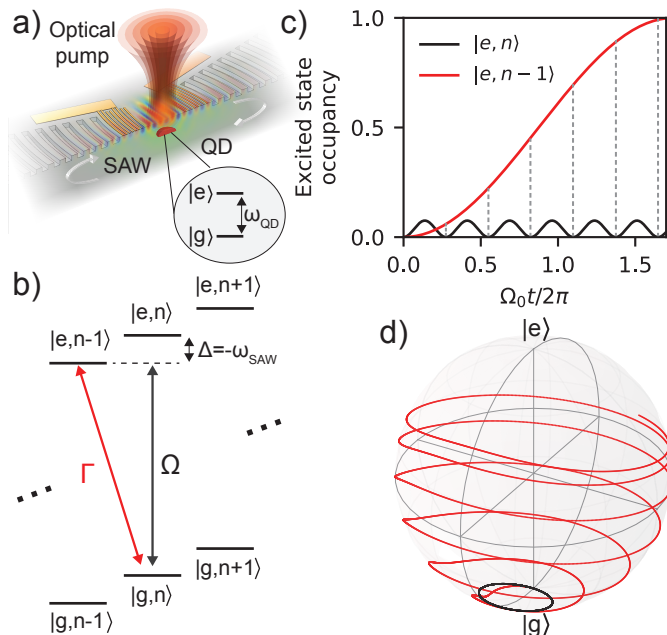 a)
Optical
pump
SAW
QD
|e⟩
|g⟩
ω_QD
b)
|e,n+1⟩
|e,n⟩
|e,n-1⟩
Δ=-ω_SAW
Γ
Ω
|g,n+1⟩
|g,n⟩
|g,n-1⟩
c)
1.0
0.5
0.0
Excited state
occupancy
|e, n⟩
|e, n − 1⟩
0.0 0.5 1.0 1.5
Ω₀t/2π
d)
|e⟩
|g⟩